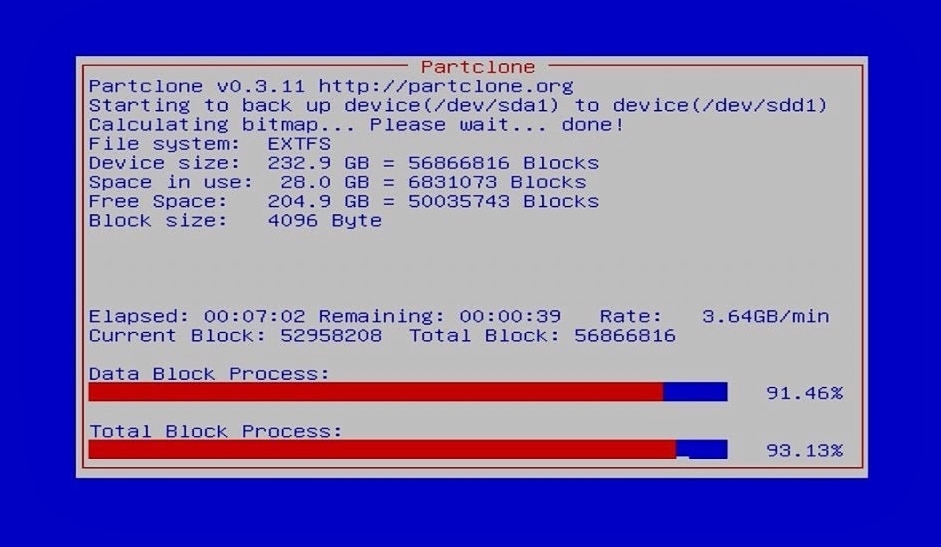 Partclone
Partclone v0.3.11 http://partclone.org
Starting to back up device(/dev/sda1) to device(/dev/sdd1)
Calculating bitmap... Please wait... done!
File system:  EXTFS
Device size:  232.9 GB = 56866816 Blocks
Space in use:  28.0 GB = 6831073 Blocks
Free Space:   204.9 GB = 50035743 Blocks
Block size:   4096 Byte
Elapsed: 00:07:02 Remaining: 00:00:39   Rate:   3.64GB/min
Current Block: 52958208  Total Block: 56866816
Data Block Process:
91.46%
Total Block Process:
93.13%